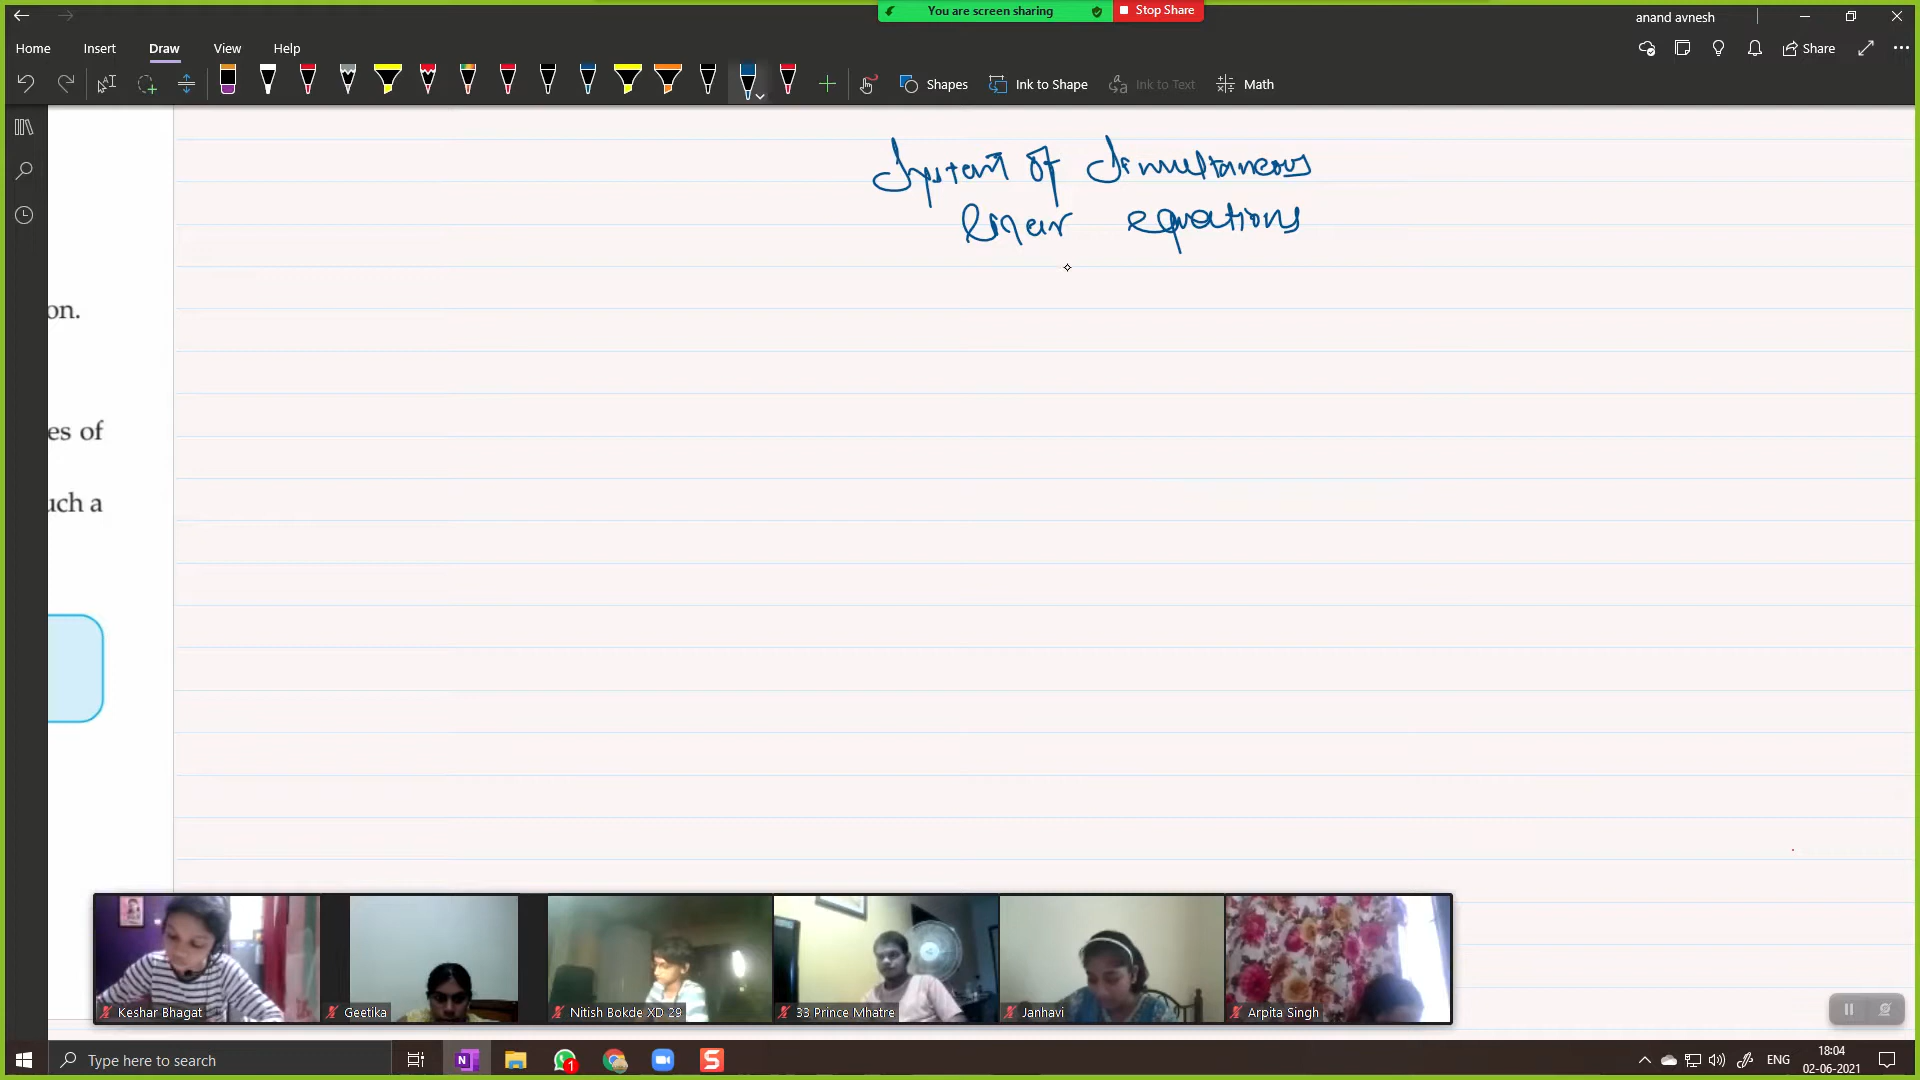 You are screen sharing
Stop Share
anand avnesh
Home Insert Draw View Help
Share
Shapes Ink to Shape Ink to Text Math
System of Simultaneous
linear equations
on.
es of
uch a
Keshar Bhagat
Geetika
Nitish Bokde XD 29
33 Prince Mhatre
Janhavi
Arpita Singh
Type here to search
N
1
S
ENG
18:04
02-06-2021